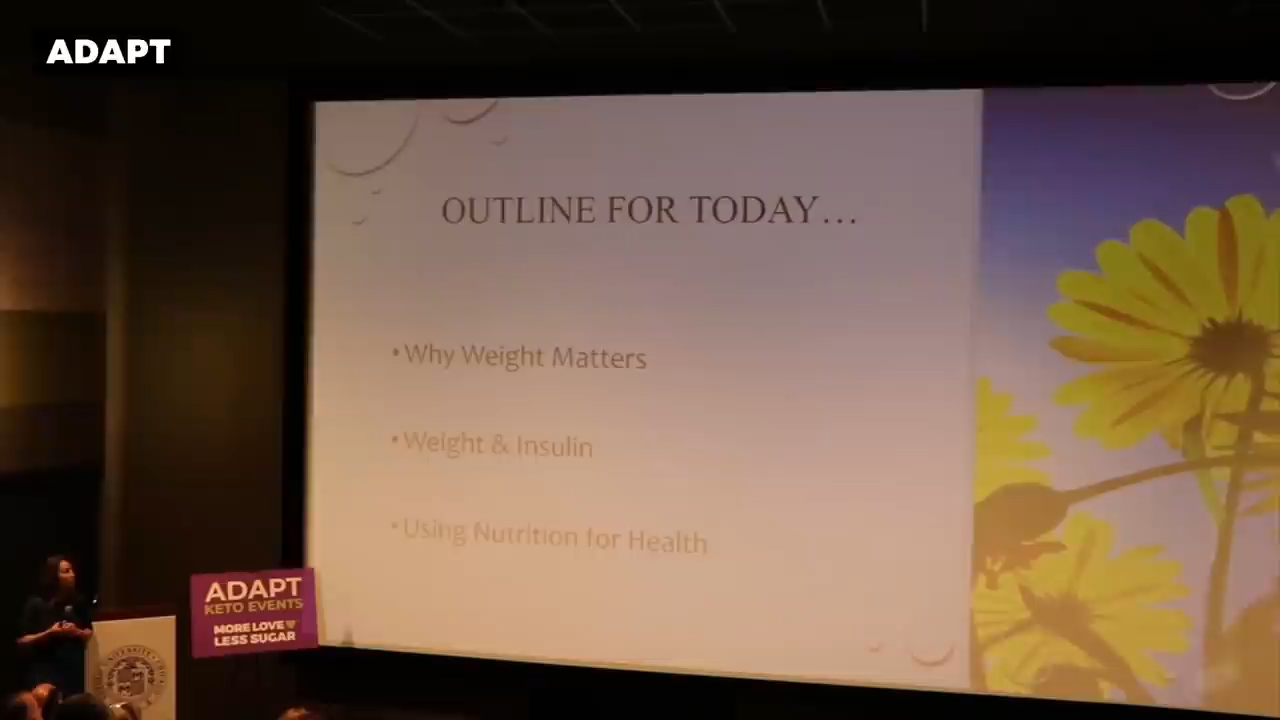 ADAPT
OUTLINE FOR TODAY…
•Why Weight Matters
•Weight & Insulin
•Using Nutrition for Health
ADAPT
KETO EVENTS
MORE LOVE
LESS SUGAR